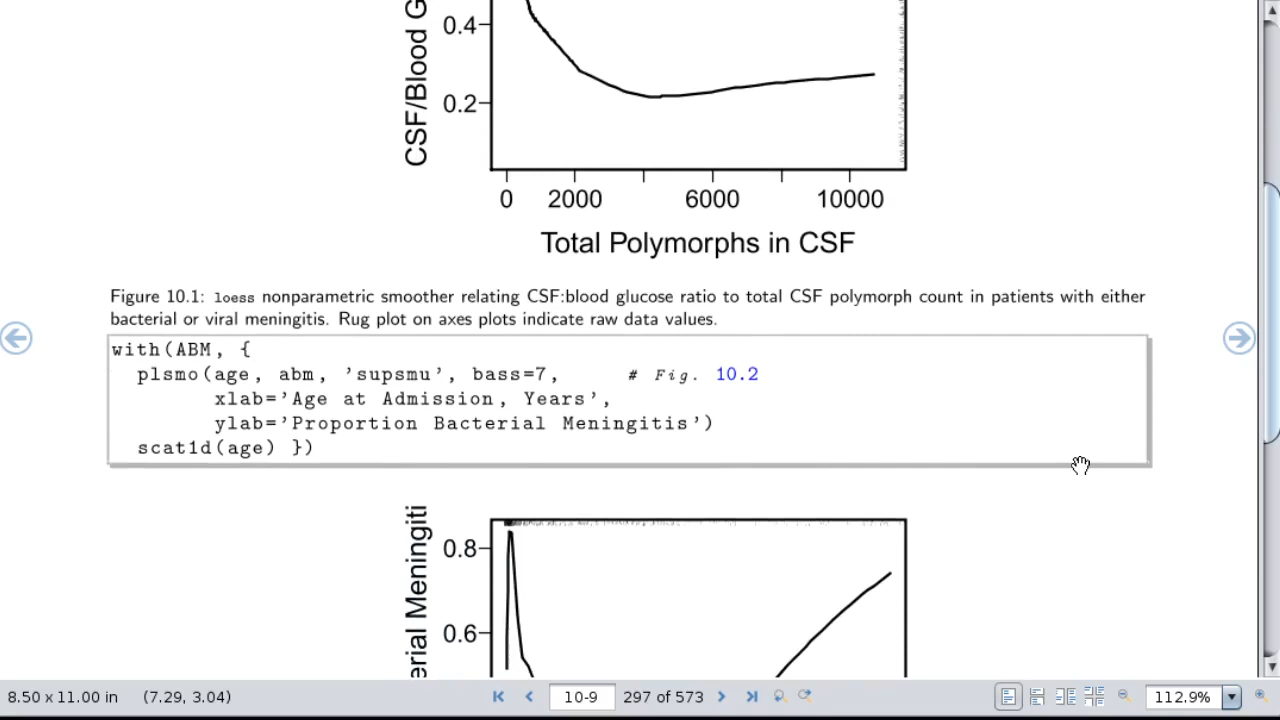 CSF/Blood G
0.4
0.2
0 2000 6000 10000
Total Polymorphs in CSF
Figure 10.1: loess nonparametric smoother relating CSF:blood glucose ratio to total CSF polymorph count in patients with either
bacterial or viral meningitis. Rug plot on axes plots indicate raw data values.
with(ABM, {
plsmo(age, abm, 'supsmu', bass=7, # Fig. 10.2
xlab='Age at Admission, Years',
ylab='Proportion Bacterial Meningitis')
scat1d(age) })
erial Meningiti
0.8
0.6
8.50 x 11.00 in (7.29, 3.04) 10-9 297 of 573 112.9%